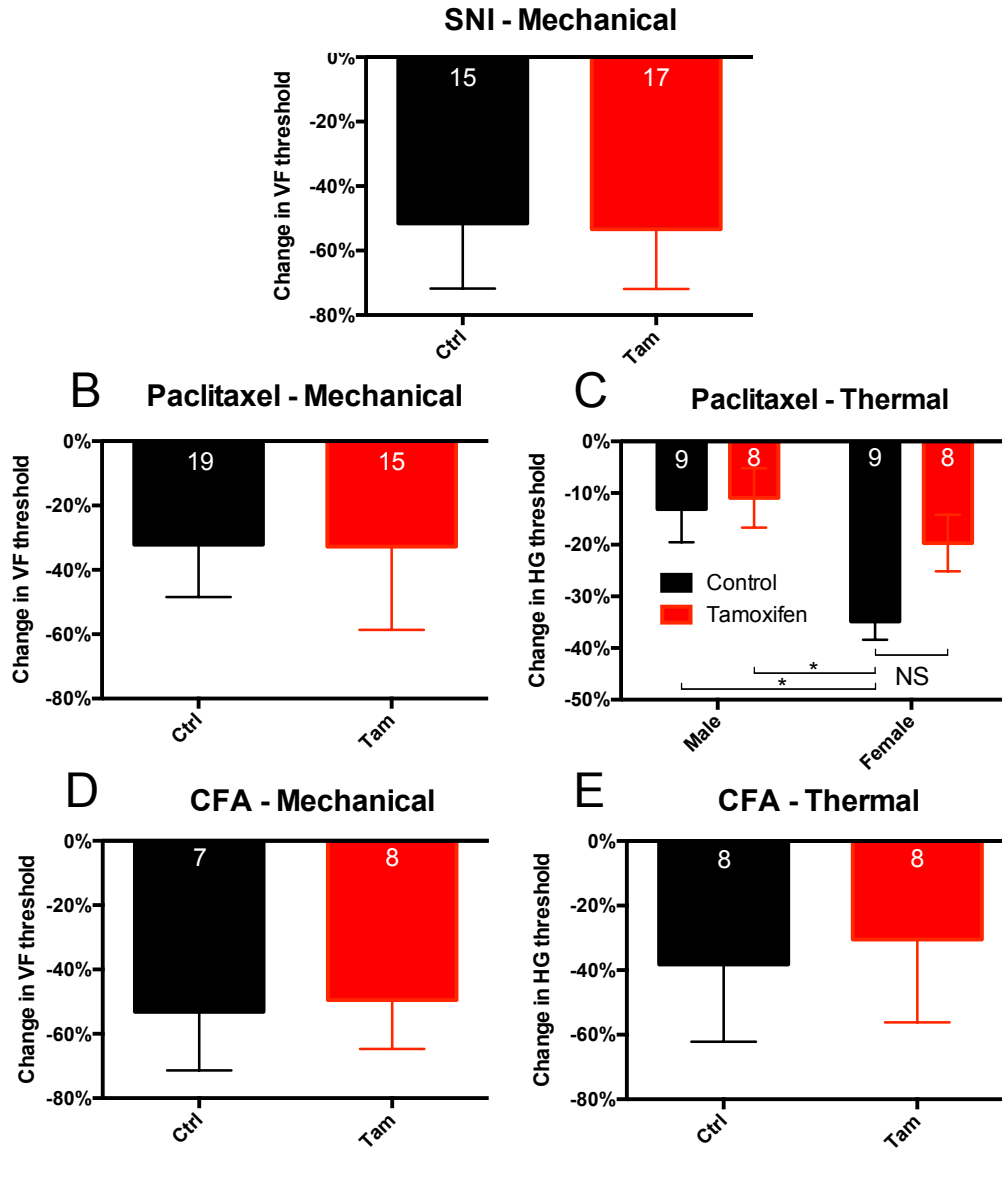 SNI - Mechanical
Change in VF threshold
0%
-20%
-40%
-60%
-80%
15
17
Ctrl
Tam
B
Paclitaxel - Mechanical
Change in VF threshold
0%
-20%
-40%
-60%
-80%
19
15
Ctrl
Tam
C
Paclitaxel - Thermal
Change in HG threshold
0%
-10%
-20%
-30%
-40%
-50%
9
8
9
8
Control
Tamoxifen
*
*
NS
Male
Female
D
CFA - Mechanical
Change in VF threshold
0%
-20%
-40%
-60%
-80%
7
8
Ctrl
Tam
E
CFA - Thermal
Change in HG threshold
0%
-20%
-40%
-60%
-80%
8
8
Ctrl
Tam